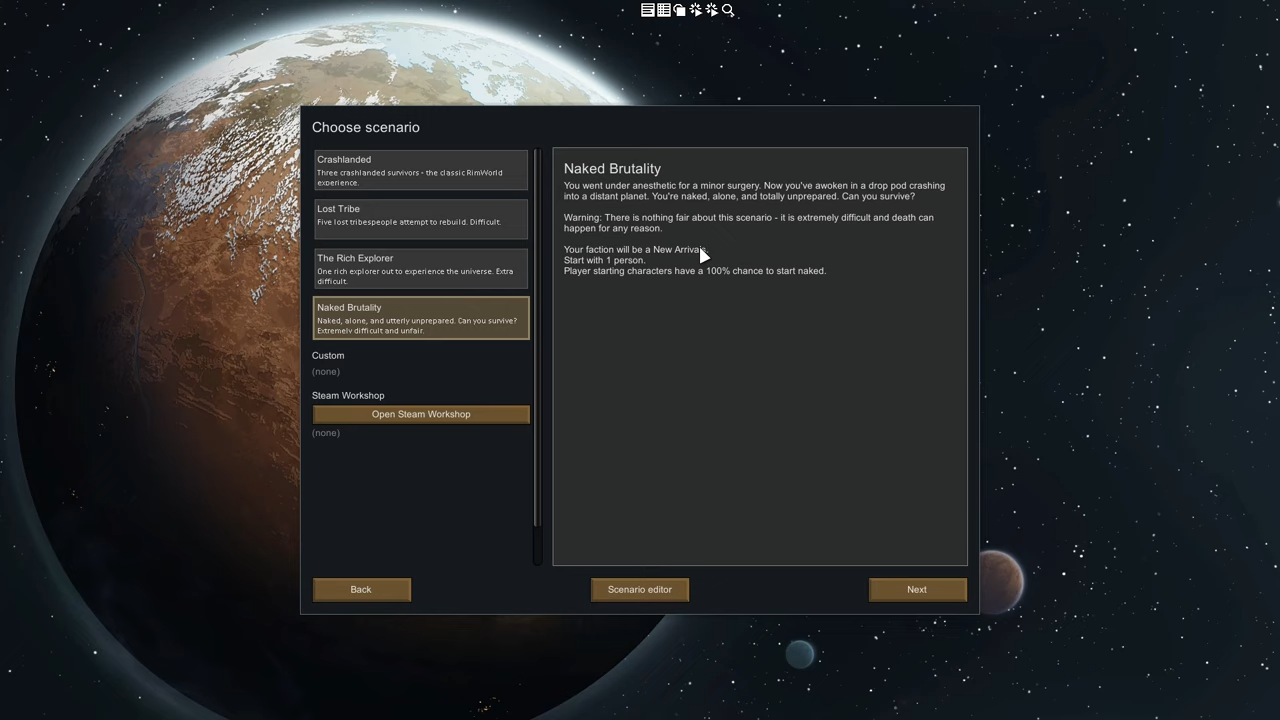 Choose scenario
Crashlanded
Three crashlanded survivors - the classic RimWorld
experience.
Lost Tribe
Five lost tribespeople attempt to rebuild. Difficult.
The Rich Explorer
One rich explorer out to experience the universe. Extra
difficult.
Naked Brutality
Naked, alone, and utterly unprepared. Can you survive?
Extremely difficult and unfair.
Custom
(none)
Steam Workshop
Open Steam Workshop
(none)
Naked Brutality
You went under anesthetic for a minor surgery. Now you've awoken in a drop pod crashing
into a distant planet. You're naked, alone, and totally unprepared. Can you survive?
Warning: There is nothing fair about this scenario - it is extremely difficult and death can
happen for any reason.
Your faction will be a New Arrivals.
Start with 1 person.
Player starting characters have a 100% chance to start naked.
Back
Scenario editor
Next